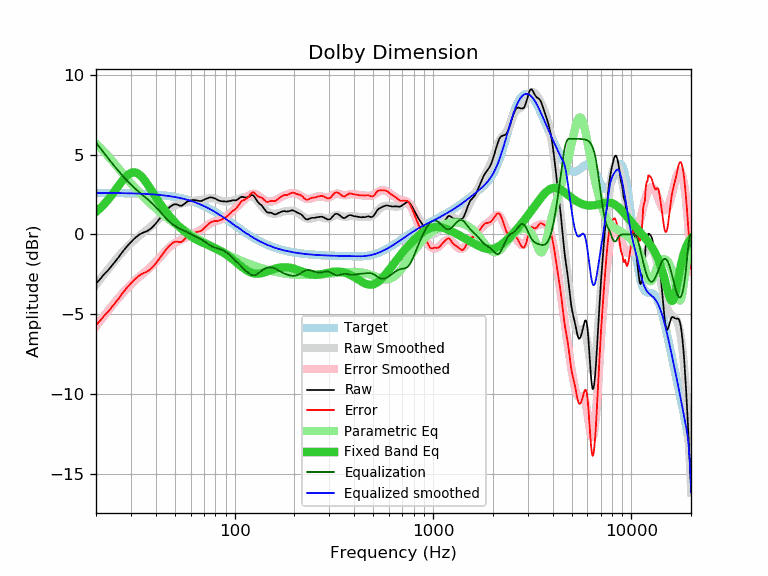 Dolby Dimension
10
5
0
−5
−10
−15
Amplitude (dBr)
Target
Raw Smoothed
Error Smoothed
Raw
Error
Parametric Eq
Fixed Band Eq
Equalization
Equalized smoothed
100
1000
10000
Frequency (Hz)